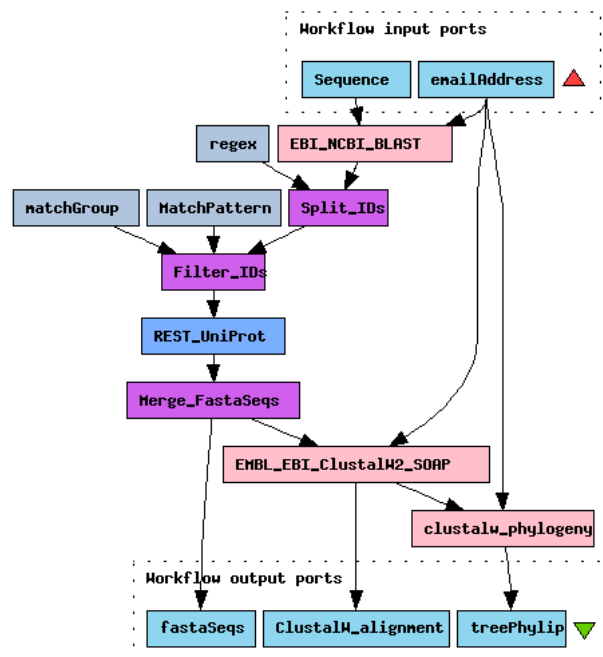 Workflow input ports
Sequence
emailAddress
regex
EBI_NCBI_BLAST
matchGroup
MatchPattern
Split_IDs
Filter_IDs
REST_UniProt
Merge_FastaSeqs
EMBL_EBI_ClustalW2_SOAP
clustalw_phylogeny
Workflow output ports
fastaSeqs
ClustalW_alignment
treePhylip